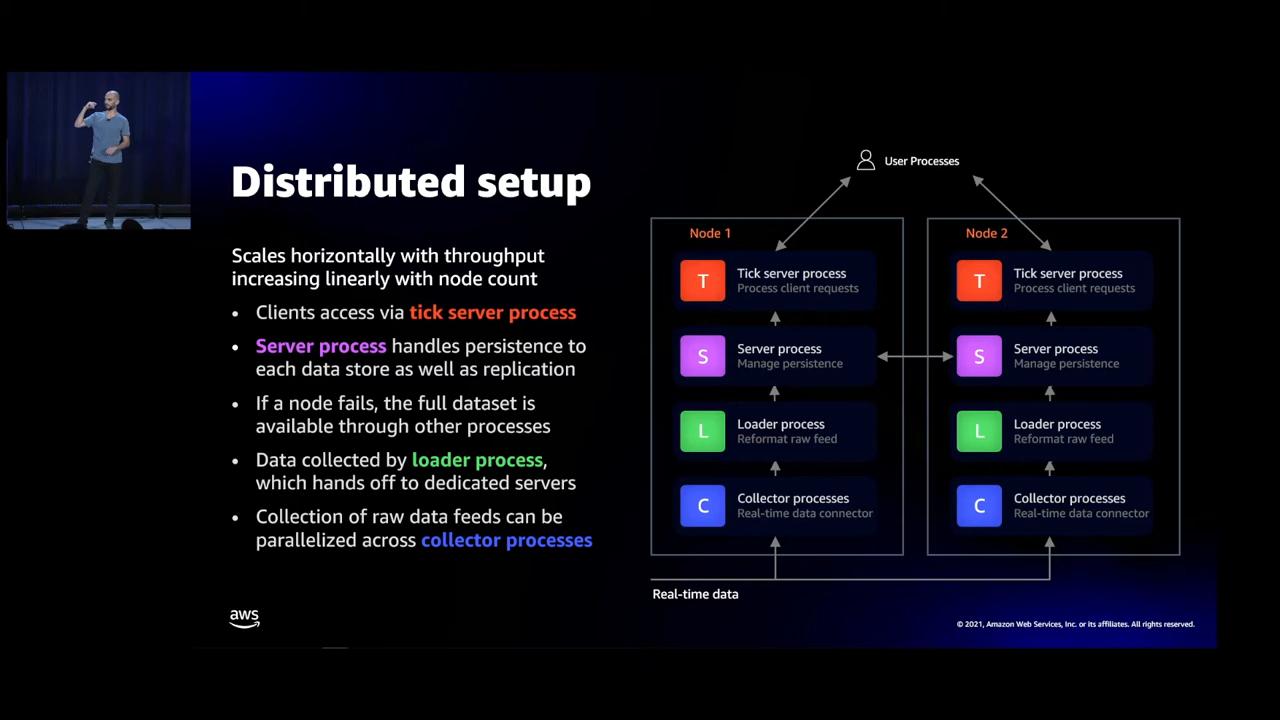 Distributed setup
Scales horizontally with throughput
increasing linearly with node count
• Clients access via tick server process
• Server process handles persistence to
each data store as well as replication
• If a node fails, the full dataset is
available through other processes
• Data collected by loader process,
which hands off to dedicated servers
• Collection of raw data feeds can be
parallelized across collector processes
User Processes
Node 1
T
Tick server process
Process client requests
S
Server process
Manage persistence
L
Loader process
Reformat raw feed
C
Collector processes
Real-time data connector
Node 2
T
Tick server process
Process client requests
S
Server process
Manage persistence
L
Loader process
Reformat raw feed
C
Collector processes
Real-time data connector
Real-time data
aws
© 2021, Amazon Web Services, Inc. or its affiliates. All rights reserved.